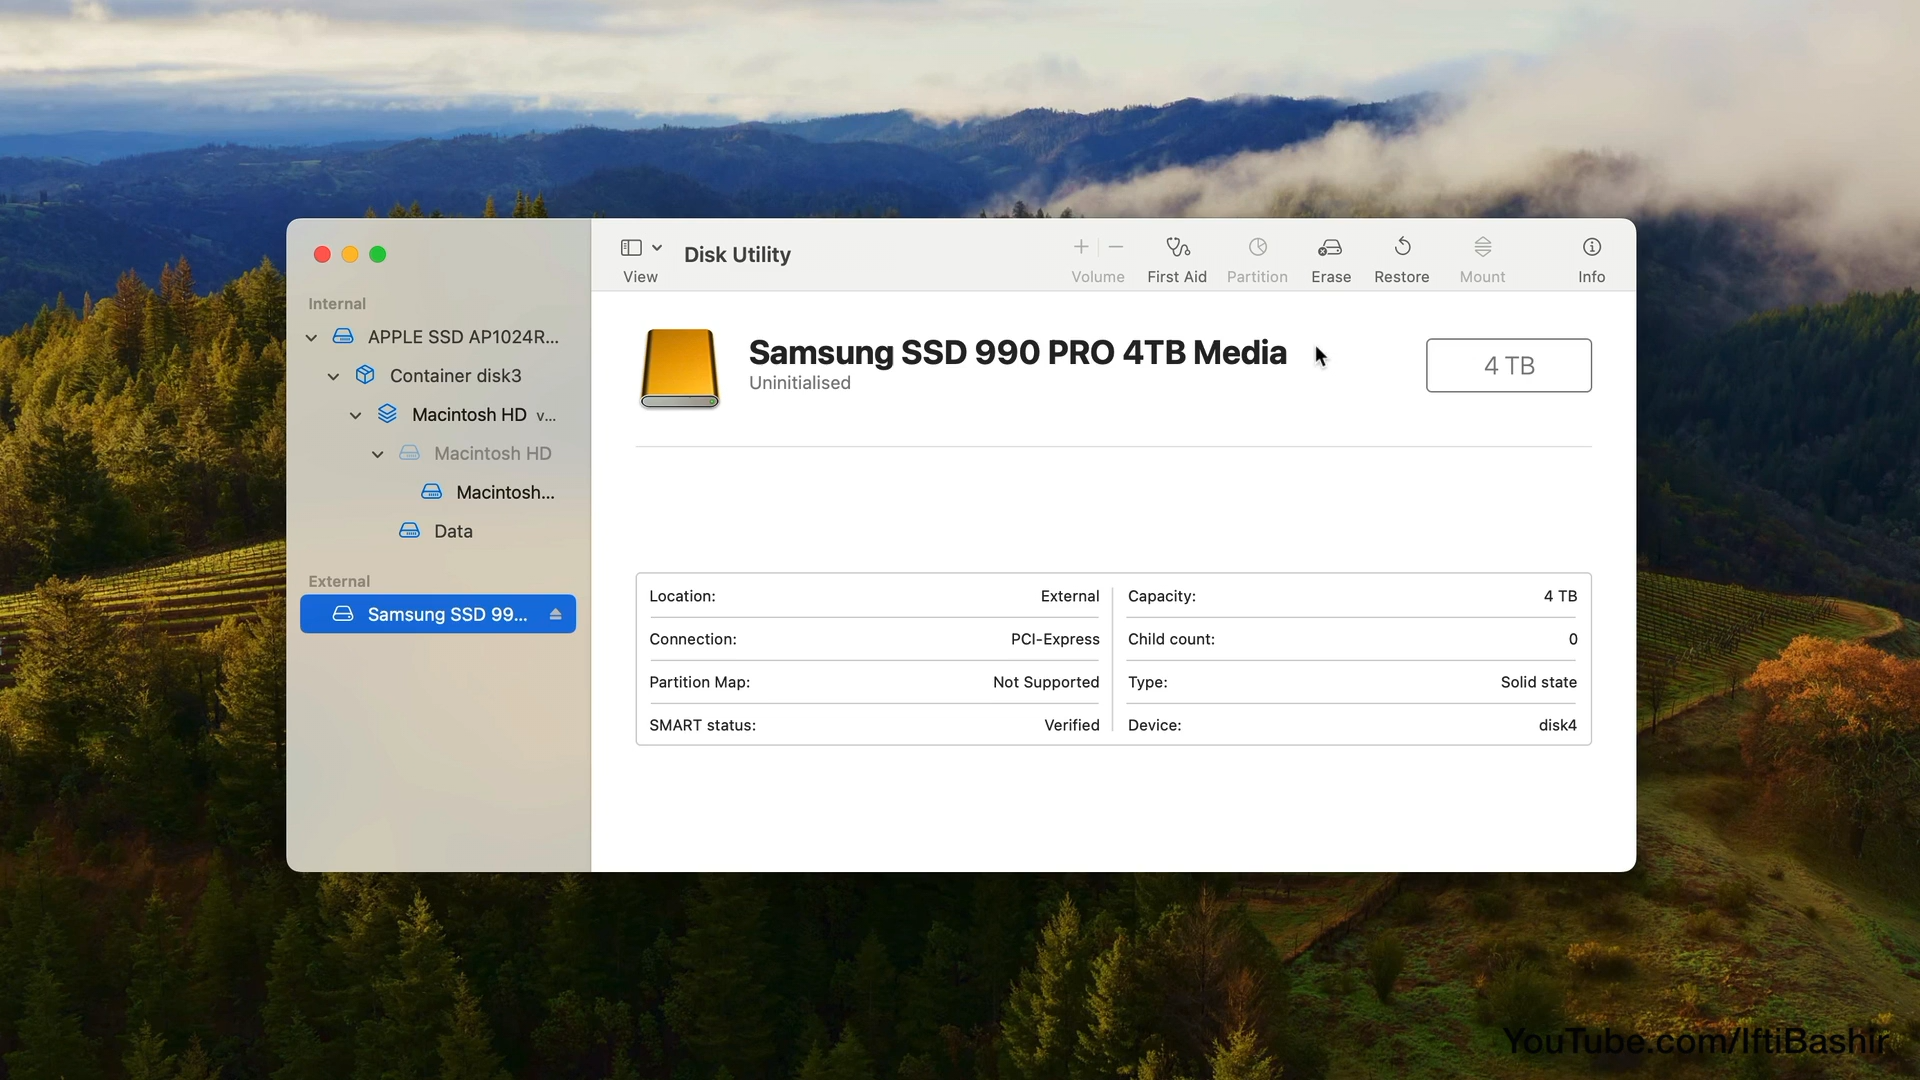 View
Disk Utility
Volume
First Aid
Partition
Erase
Restore
Mount
Info
Internal
APPLE SSD AP1024R...
Container disk3
Macintosh HD v...
Macintosh HD
Macintosh...
Data
External
Samsung SSD 99...
Samsung SSD 990 PRO 4TB Media
Uninitialised
4 TB
Location: External
Capacity: 4 TB
Connection: PCI-Express
Child count: 0
Partition Map: Not Supported
Type: Solid state
SMART status: Verified
Device: disk4
YouTube.com/IftiBashir